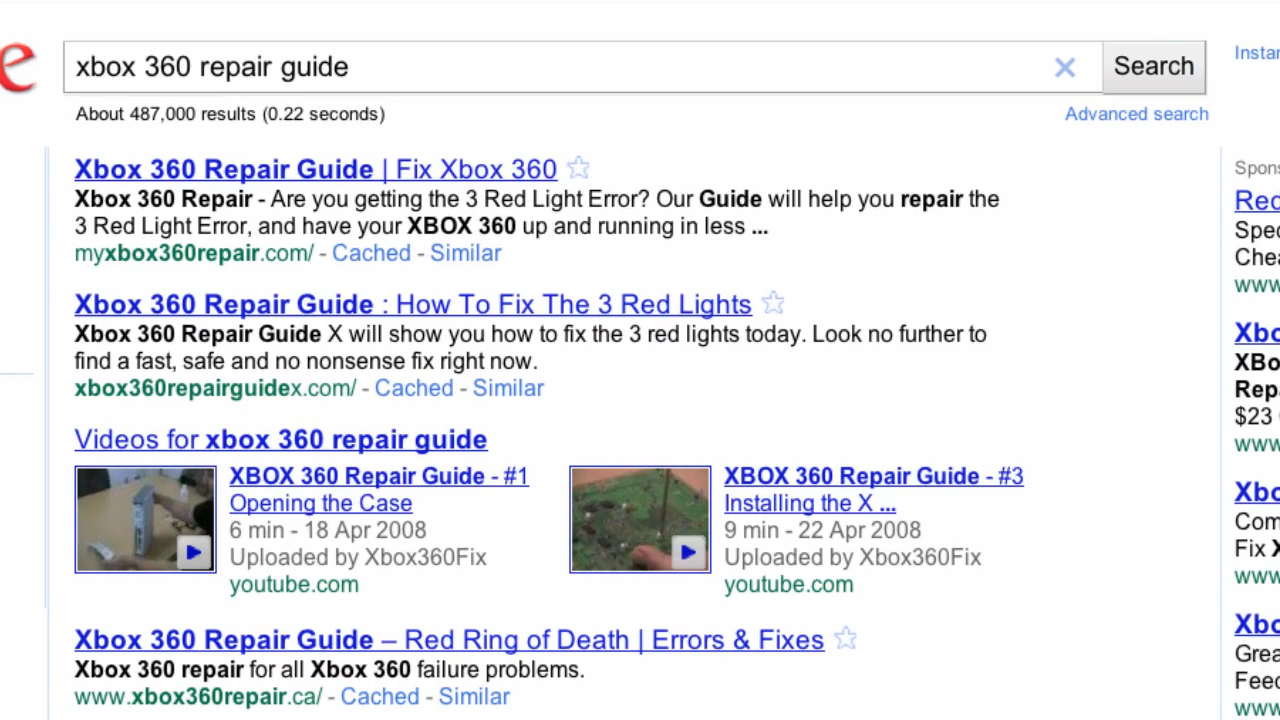 e
xbox 360 repair guide
Search
About 487,000 results (0.22 seconds)
Advanced search
Xbox 360 Repair Guide | Fix Xbox 360
Xbox 360 Repair - Are you getting the 3 Red Light Error? Our Guide will help you repair the
3 Red Light Error, and have your XBOX 360 up and running in less ...
myxbox360repair.com/ - Cached - Similar
Xbox 360 Repair Guide : How To Fix The 3 Red Lights
Xbox 360 Repair Guide X will show you how to fix the 3 red lights today. Look no further to
find a fast, safe and no nonsense fix right now.
xbox360repairguidex.com/ - Cached - Similar
Videos for xbox 360 repair guide
XBOX 360 Repair Guide - #1
Opening the Case
6 min - 18 Apr 2008
Uploaded by Xbox360Fix
youtube.com
XBOX 360 Repair Guide - #3
Installing the X ...
9 min - 22 Apr 2008
Uploaded by Xbox360Fix
youtube.com
Xbox 360 Repair Guide – Red Ring of Death | Errors & Fixes
Xbox 360 repair for all Xbox 360 failure problems.
www.xbox360repair.ca/ - Cached - Similar
$23
www
Fix X
www
www